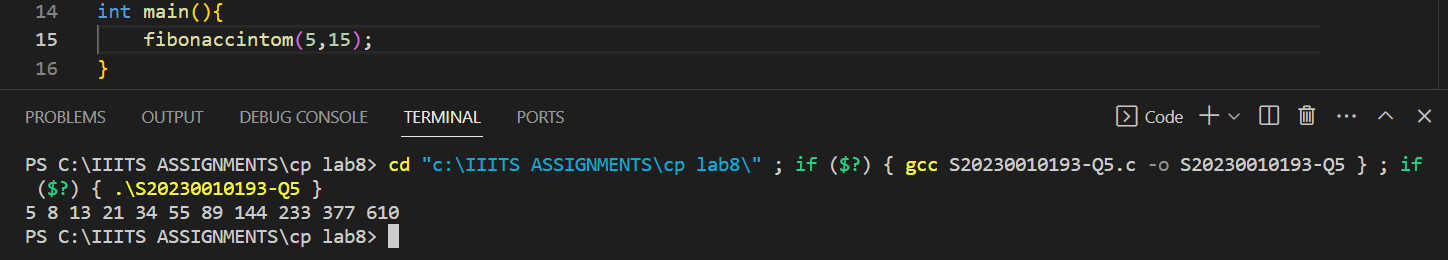 14 int main(){
15 fibonaccintom(5,15);
16 }
PROBLEMS OUTPUT DEBUG CONSOLE TERMINAL PORTS Code
PS C:\IIITS ASSIGNMENTS\cp lab8> cd "c:\IIITS ASSIGNMENTS\cp lab8\" ; if ($?) { gcc S20230010193-Q5.c -o S20230010193-Q5 } ; if
($?) { .\S20230010193-Q5 }
5 8 13 21 34 55 89 144 233 377 610
PS C:\IIITS ASSIGNMENTS\cp lab8>